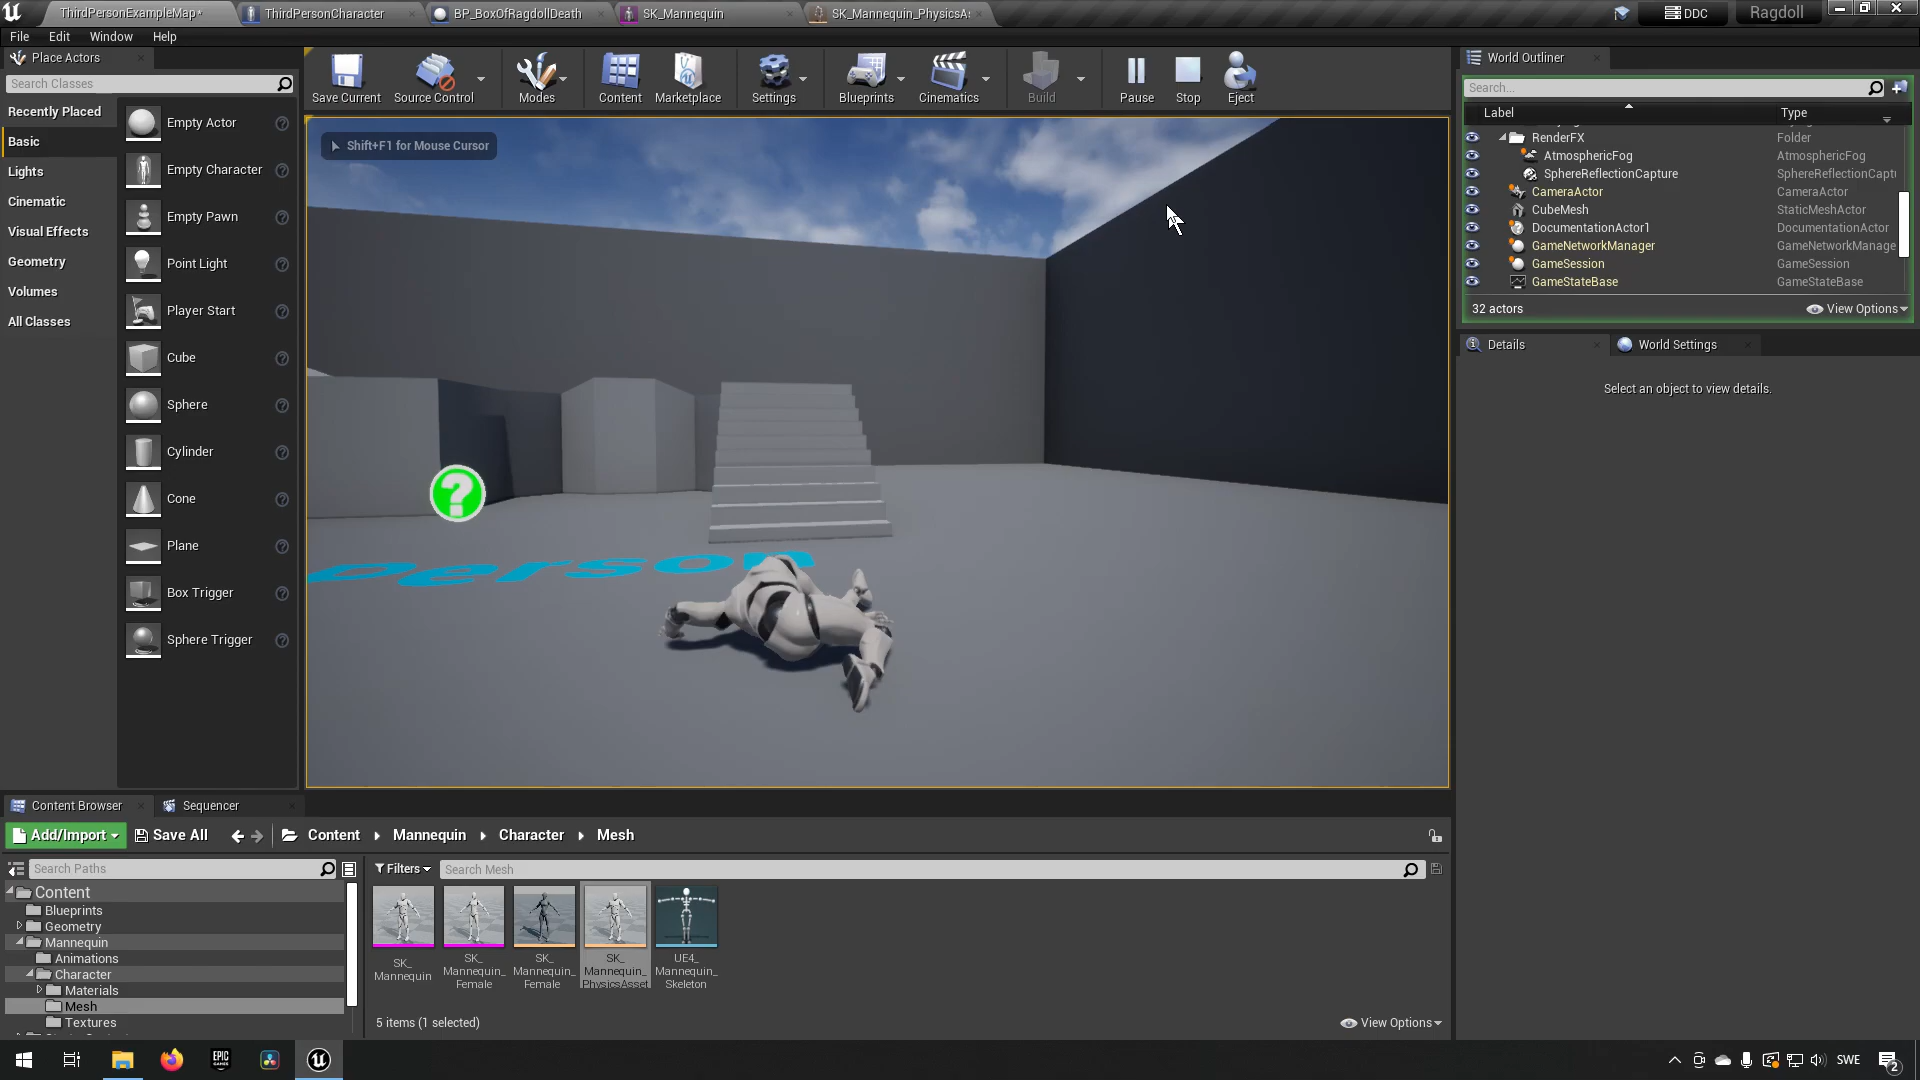 ThirdPersonExampleMap*
ThirdPersonCharacter
BP_BoxOfRagdollDeath
SK_Mannequin
SK_Mannequin_PhysicsAs
DDC
Ragdoll
File
Edit
Window
Help
Place Actors
Search Classes
Recently Placed
Basic
Lights
Cinematic
Visual Effects
Geometry
Volumes
All Classes
Empty Actor
Empty Character
Empty Pawn
Point Light
Player Start
Cube
Sphere
Cylinder
Cone
Plane
Box Trigger
Sphere Trigger
Save Current
Source Control
Modes
Content
Marketplace
Settings
Blueprints
Cinematics
Build
Pause
Stop
Eject
Shift+F1 for Mouse Cursor
?
person
World Outliner
Search...
Label
Type
RenderFX
Folder
AtmosphericFog
AtmosphericFog
SphereReflectionCapture
SphereReflectionCaptu
CameraActor
CameraActor
CubeMesh
StaticMeshActor
DocumentationActor1
DocumentationActor
GameNetworkManager
GameNetworkManage
GameSession
GameSession
GameStateBase
GameStateBase
32 actors
View Options
Details
World Settings
Select an object to view details.
Content Browser
Sequencer
Add/Import
Save All
Content
Mannequin
Character
Mesh
Search Paths
Filters
Search Mesh
Content
Blueprints
Geometry
Mannequin
Animations
Character
Materials
Mesh
Textures
SK_
Mannequin
SK_
Mannequin_
Female
SK_
Mannequin_
Female
SK_
Mannequin_
PhysicsAsset
UE4_
Mannequin_
Skeleton
5 items (1 selected)
View Options
EPIC
GAMES
SWE
2